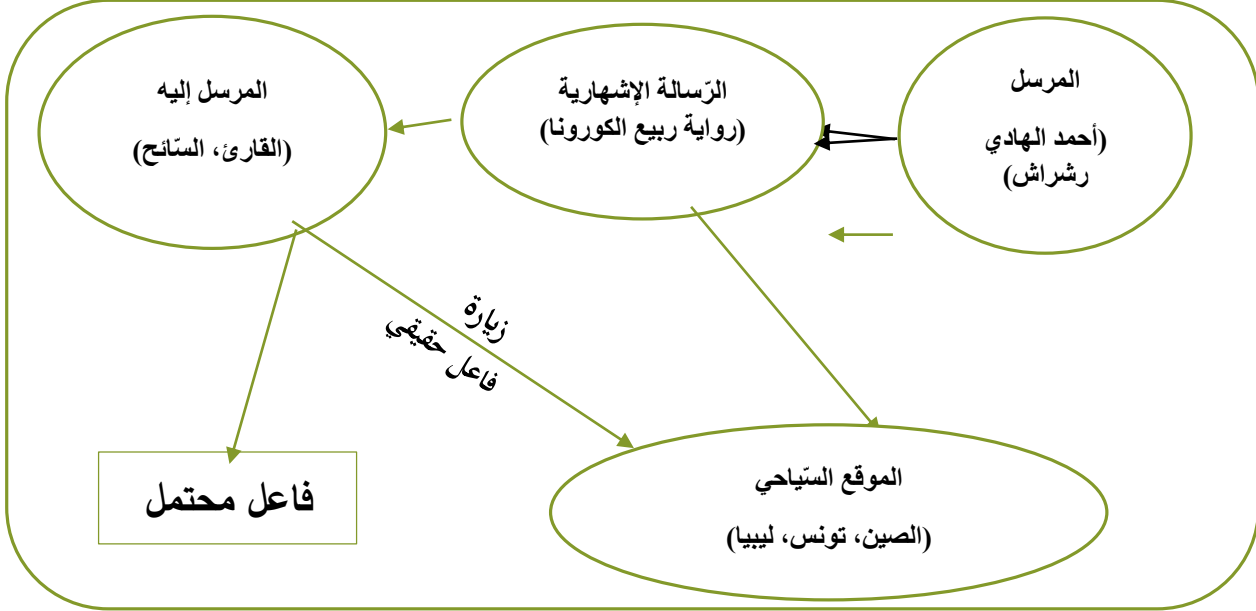 المرسل
(أحمد الهادي
رشراش)
الرّسالة الإشهارية
(رواية ربيع الكورونا)
المرسل إليه
(القارئ، السّائح)
زيارة
فاعل حقيقي
فاعل محتمل
الموقع السّياحي
(الصين، تونس، ليبيا)